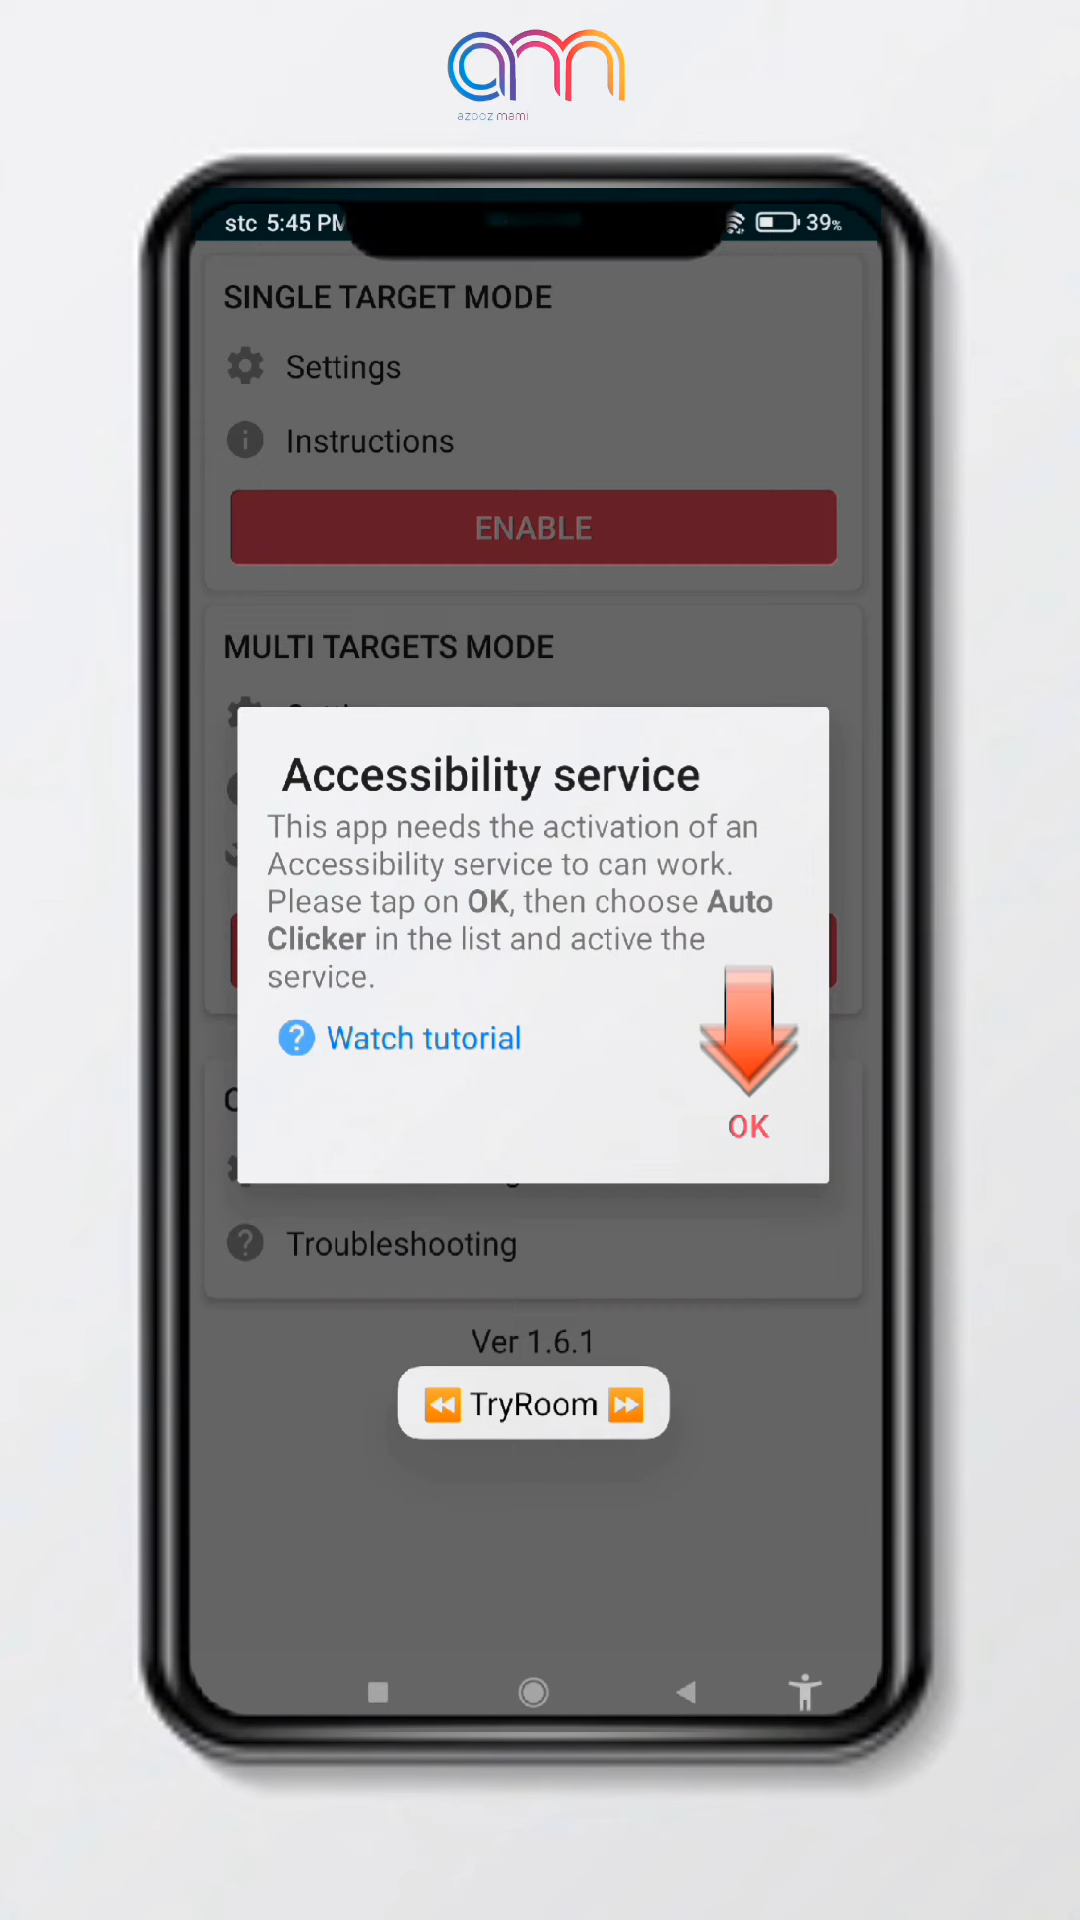 azooz mami
stc 5:45 PM
39%
SINGLE TARGET MODE
Settings
Instructions
ENABLE
MULTI TARGETS MODE
Accessibility service
This app needs the activation of an
Accessibility service to can work.
Please tap on OK, then choose Auto
Clicker in the list and active the
service.
Watch tutorial
OK
Troubleshooting
Ver 1.6.1
⏪ TryRoom ⏩